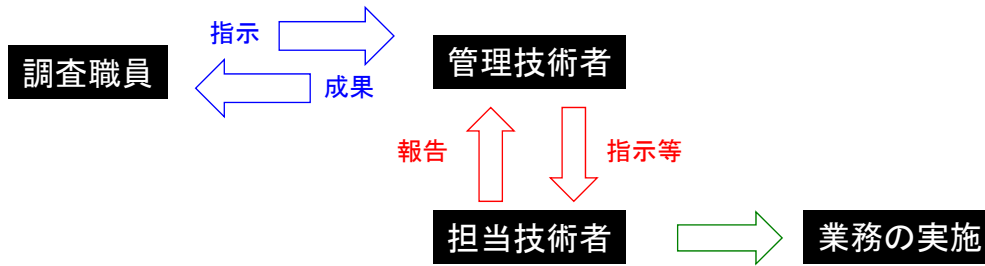 指示
調査職員
成果
管理技術者
報告
指示等
担当技術者
業務の実施